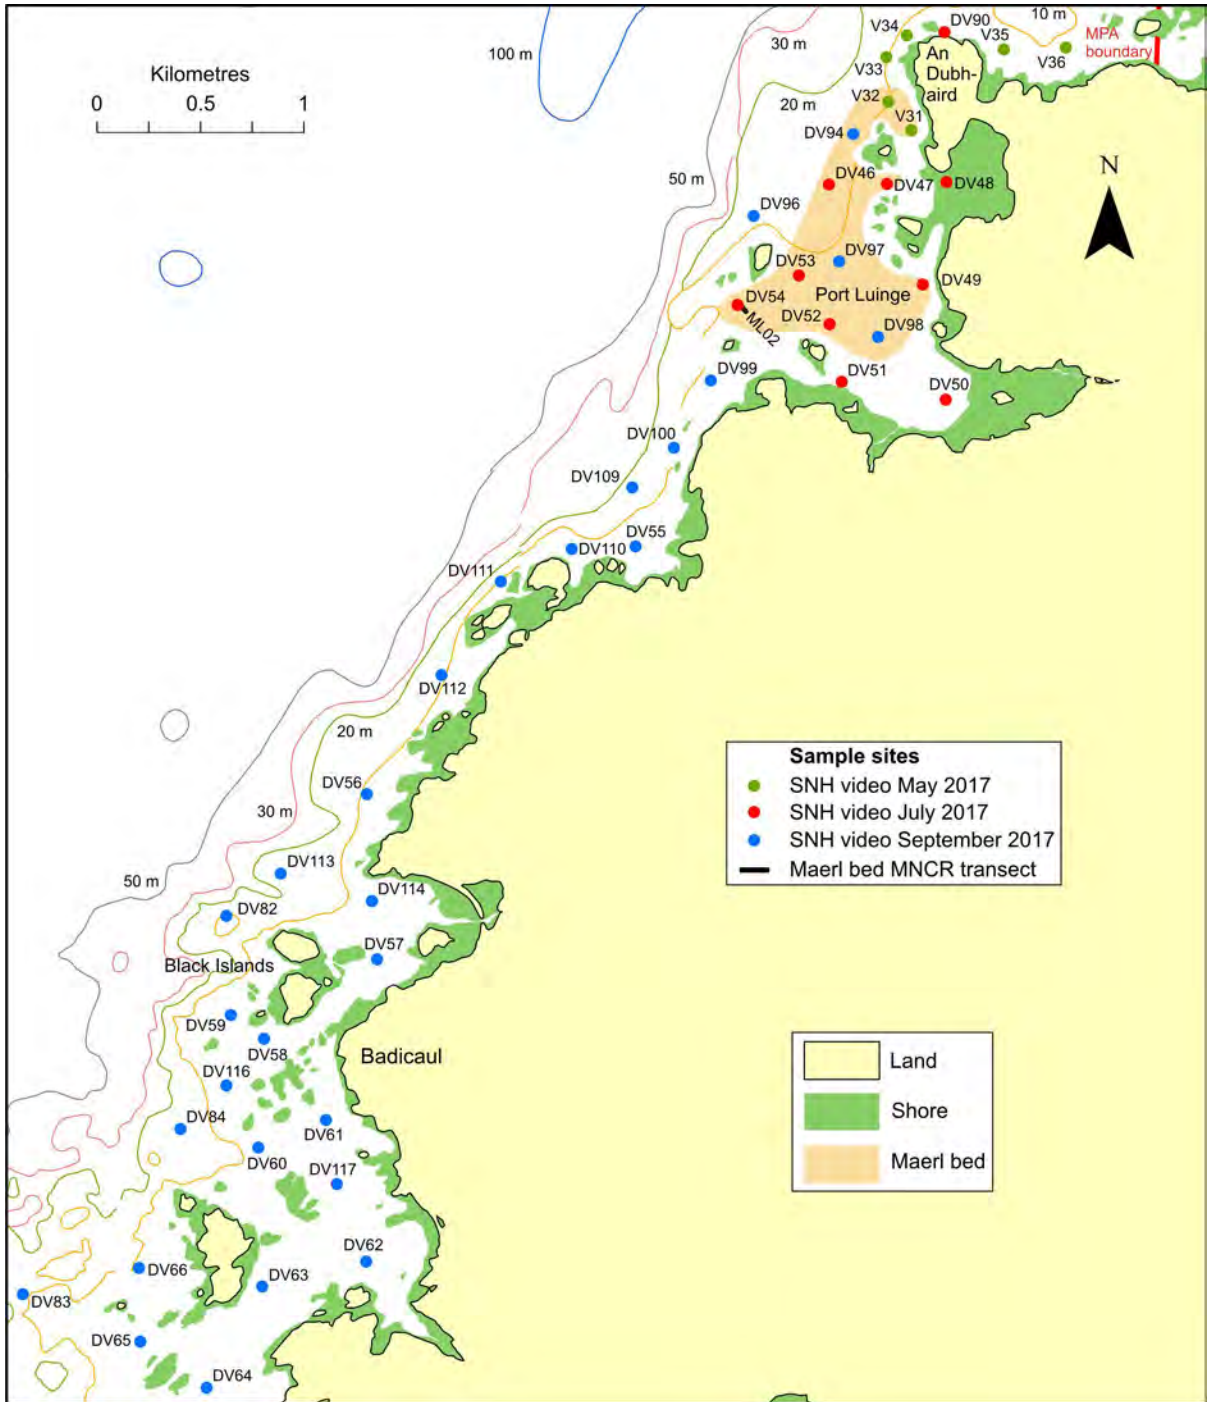 10 m
V34
DV90
V35
30 m
MPA
boundary
100 m
An
Dubh-
aird
V36
Kilometres
V33
0
0.5
1
20 m
V32
V31
DV94
N
50 m
DV46
DV47
DV48
DV96
DV97
DV53
DV49
DV54
Port Luinge
ML02
DV52
DV98
DV99
DV51
DV50
DV100
DV109
DV55
DV110
DV111
DV112
20 m
Sample sites
SNH video May 2017
SNH video July 2017
SNH video September 2017
Maerl bed MNCR transect
DV56
30 m
DV113
50 m
DV114
DV82
DV57
Black Islands
DV59
DV58
Badicaul
Land
DV116
DV84
Shore
DV61
DV60
Maerl bed
DV117
DV62
DV66
DV63
DV83
DV65
DV64